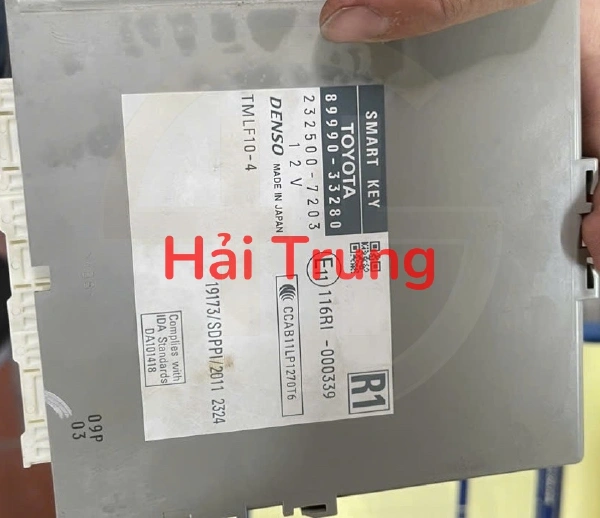 SMART KEY
TOYOTA
89990-33280
232500-7203
12V
DENSO MADE IN JAPAN
TMLF10-4
E11 116RI -000339
R1
CCAB11LP1270T6
19173/SDPPI/2011 2324
Complies with
IDA Standards
DA101418
09P
03
Hải Trung